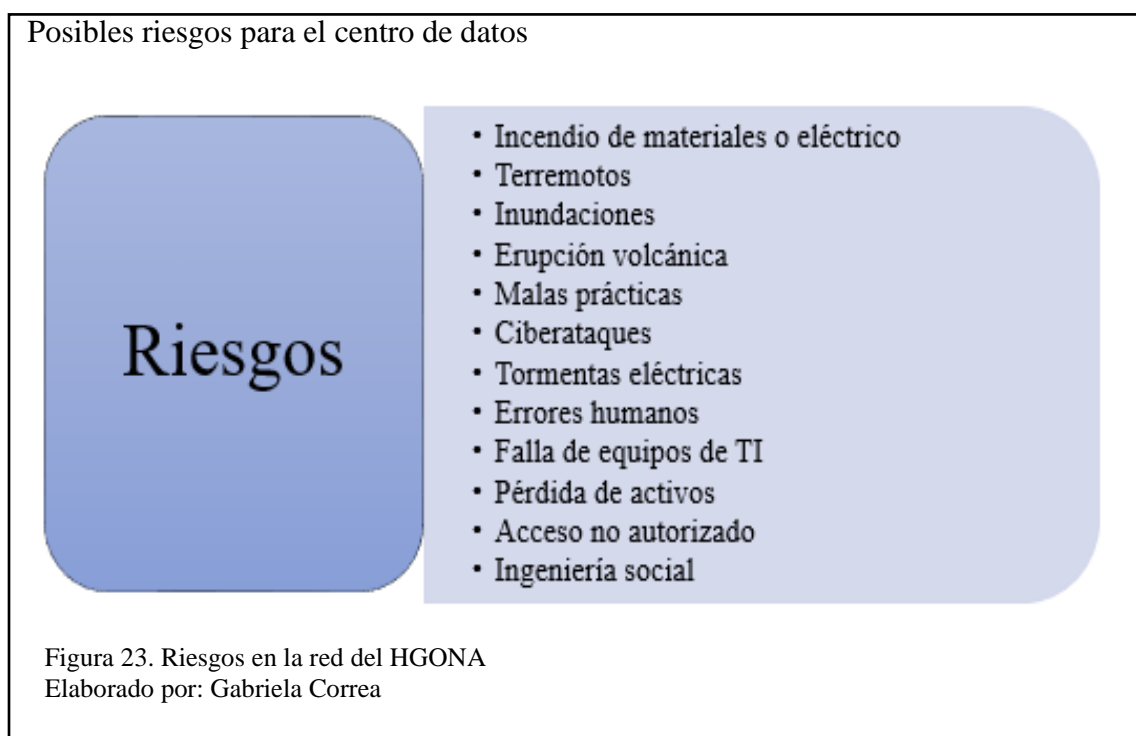 Posibles riesgos para el centro de datos
Riesgos
• Incendio de materiales o eléctrico
• Terremotos
• Inundaciones
• Erupción volcánica
• Malas prácticas
• Ciberataques
• Tormentas eléctricas
• Errores humanos
• Falla de equipos de TI
• Pérdida de activos
• Acceso no autorizado
• Ingeniería social
Figura 23. Riesgos en la red del HGONA
Elaborado por: Gabriela Correa